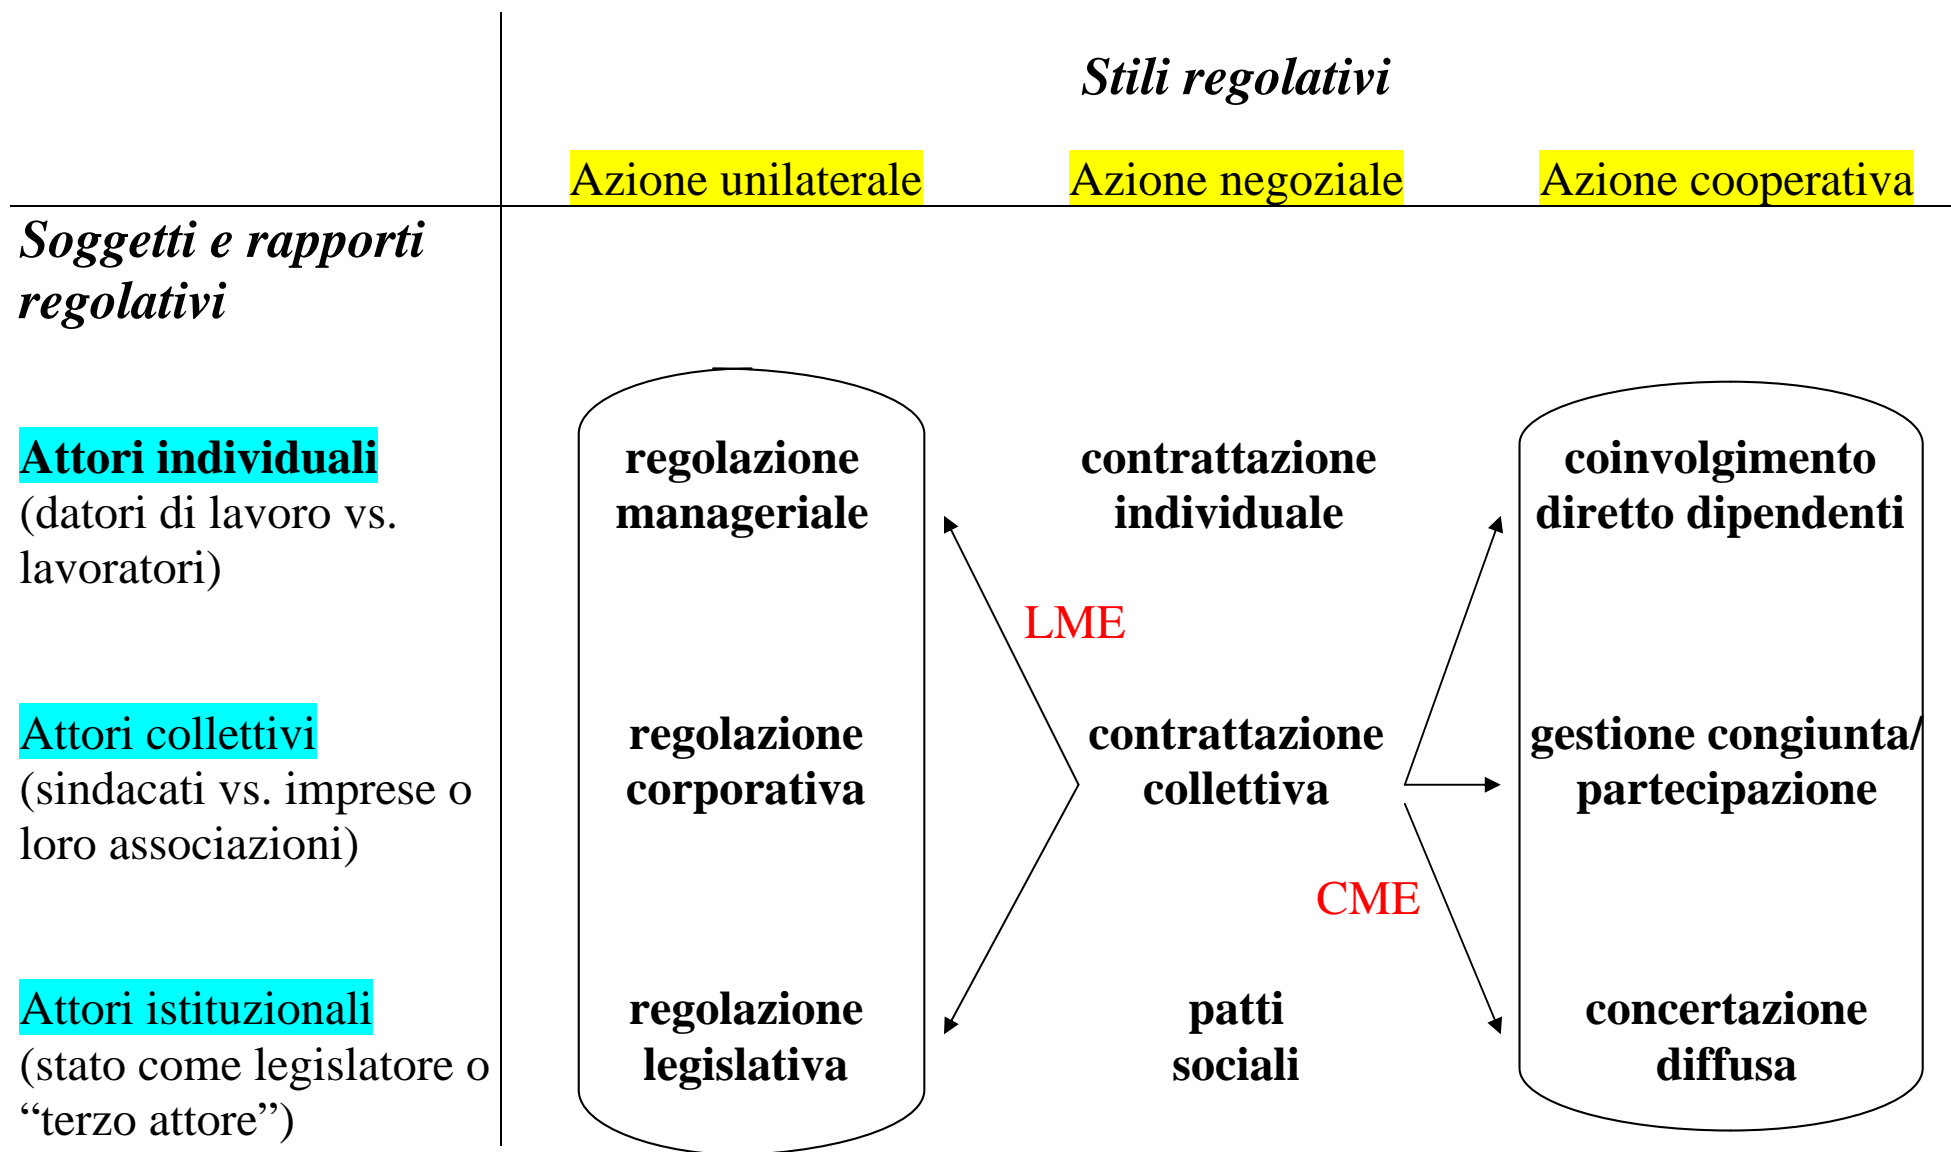 Stili regolativi
Azione unilaterale
Azione negoziale
Azione cooperativa
Soggetti e rapporti
regolativi
Attori individuali
(datori di lavoro vs.
lavoratori)
regolazione
manageriale
contrattazione
individuale
coinvolgimento
diretto dipendenti
LME
Attori collettivi
(sindacati vs. imprese o
loro associazioni)
regolazione
corporativa
contrattazione
collettiva
gestione congiunta/
partecipazione
CME
Attori istituzionali
(stato come legislatore o
“terzo attore”)
regolazione
legislativa
patti
sociali
concertazione
diffusa